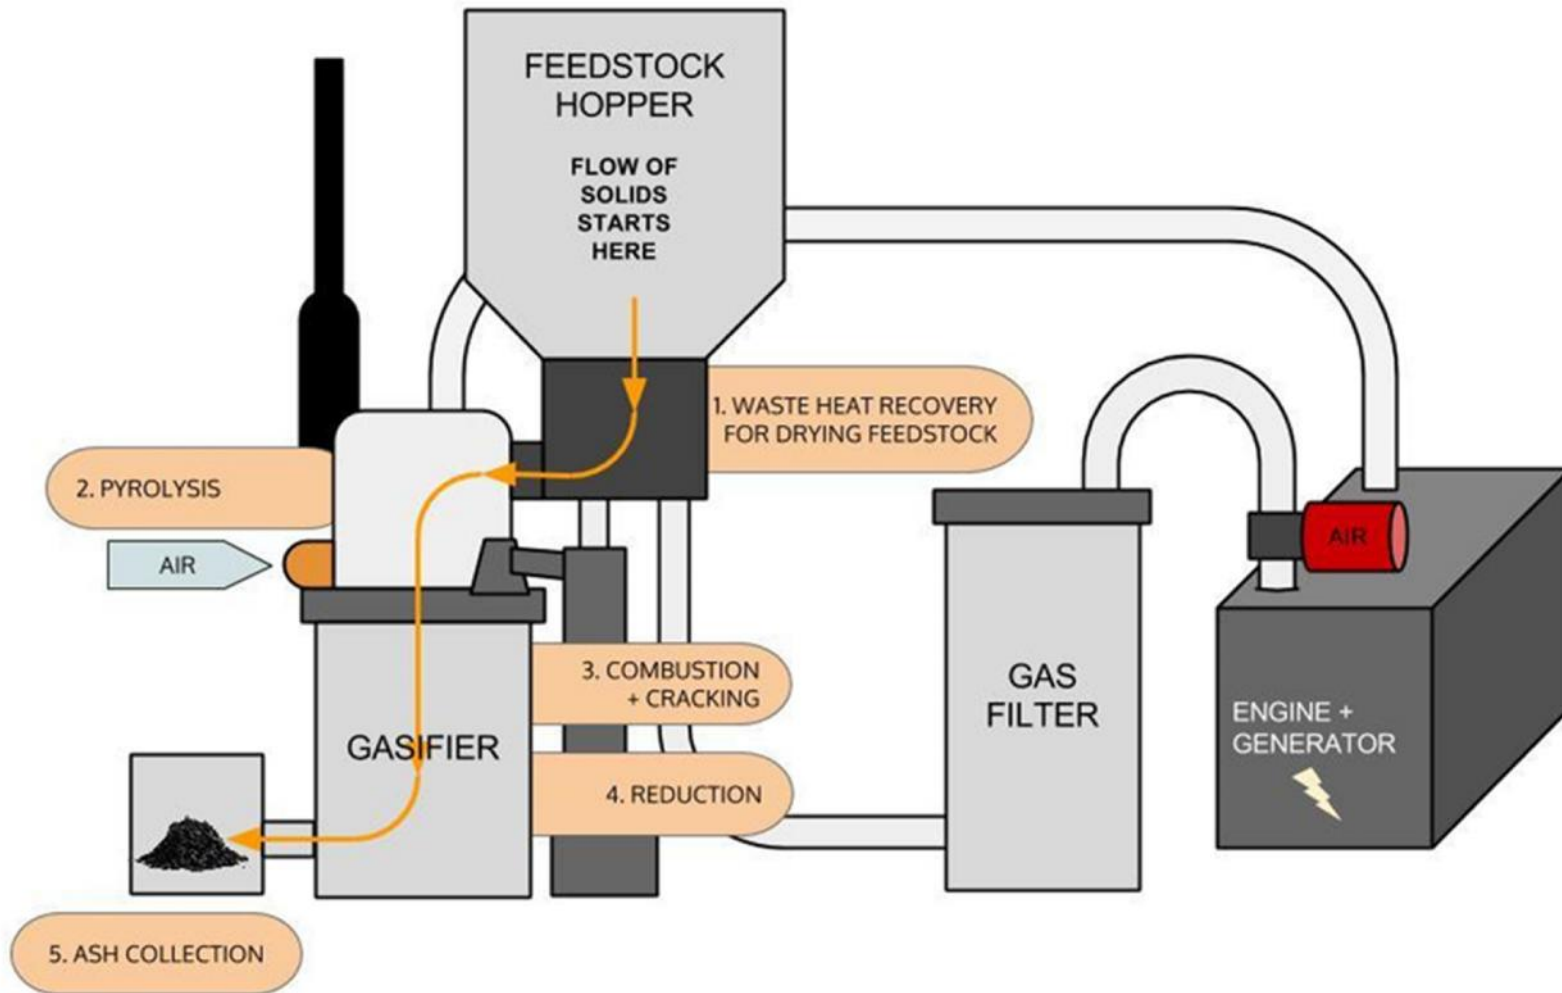 FEEDSTOCK
HOPPER
FLOW OF
SOLIDS
STARTS
HERE
1. WASTE HEAT RECOVERY
FOR DRYING FEEDSTOCK
2. PYROLYSIS
AIR
AIR
3. COMBUSTION
+ CRACKING
GAS
FILTER
ENGINE +
GENERATOR
GASIFIER
4. REDUCTION
5. ASH COLLECTION